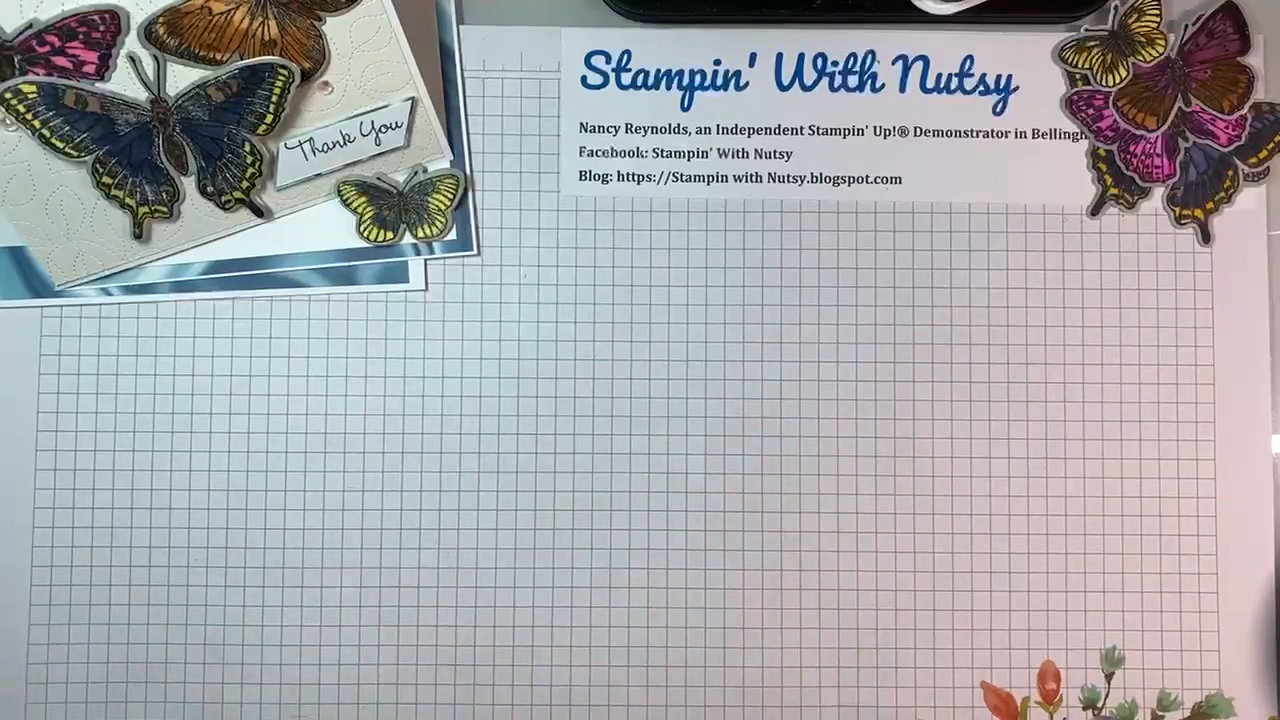 Stampin' With Nutsy
Nancy Reynolds, an Independent Stampin' Up!® Demonstrator in Bellingh
Facebook: Stampin' With Nutsy
Blog: https://Stampin with Nutsy.blogspot.com
Thank You